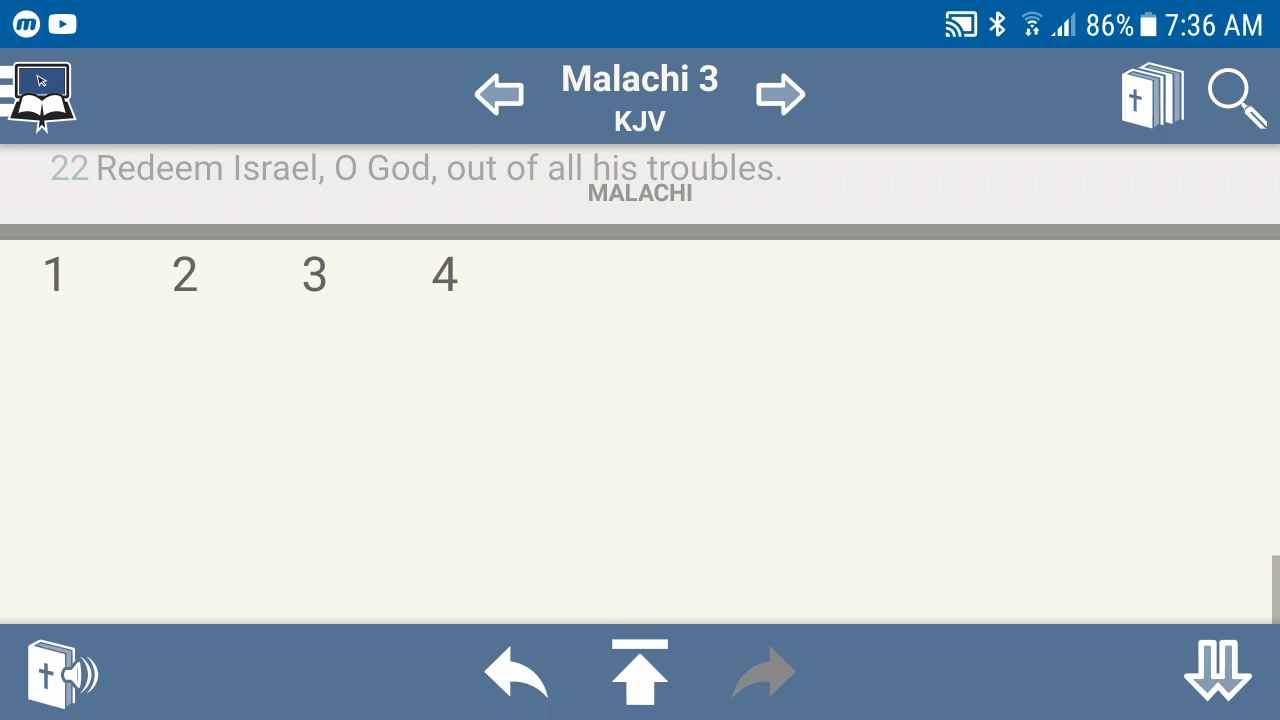 86% 7:36 AM
Malachi 3
KJV
22 Redeem Israel, O God, out of all his troubles.
MALACHI
1 2 3 4